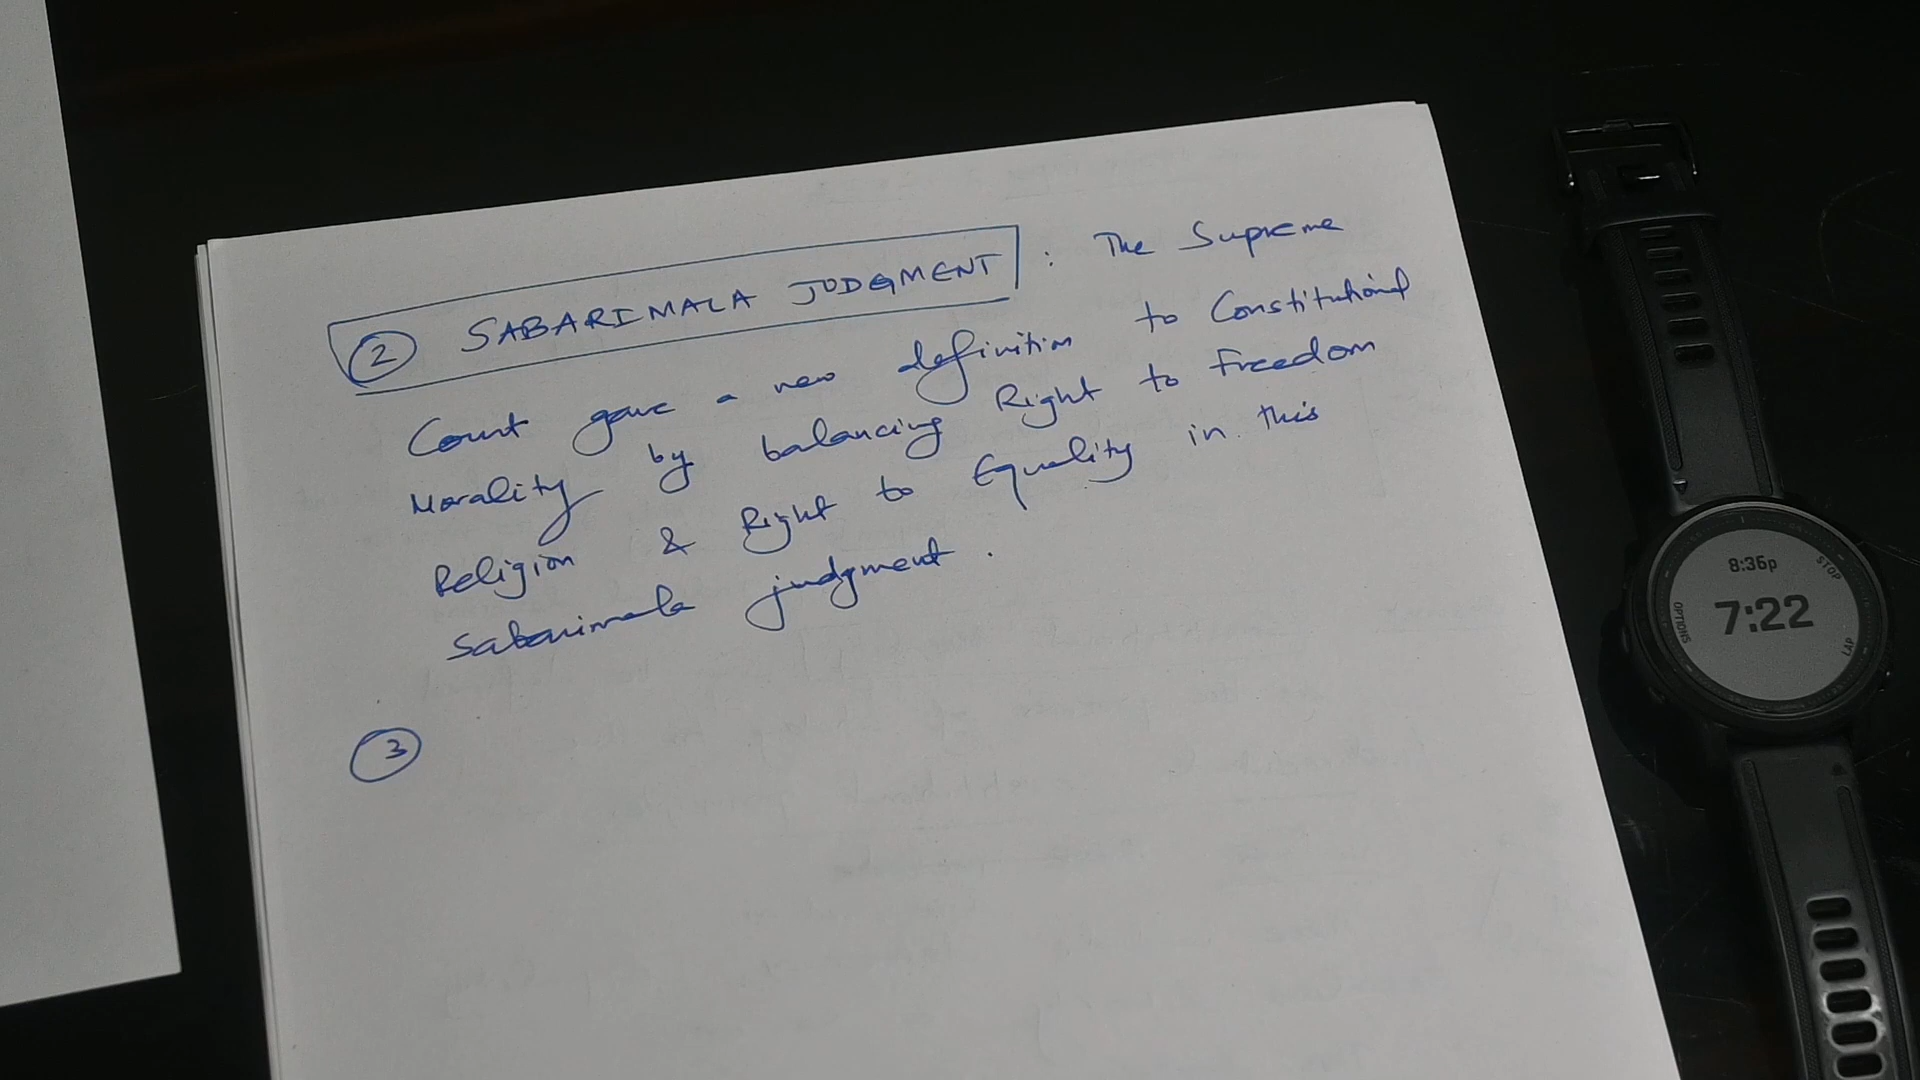 ② SABARIMALA JUDGMENT : The Supreme
Court gave a new definition to Constitutional
Morality by balancing Right to Freedom
Religion & Right to Equality in this
Sabarimala judgment.
③
8:36p
7:22
STOP
OPTIONS
LAP